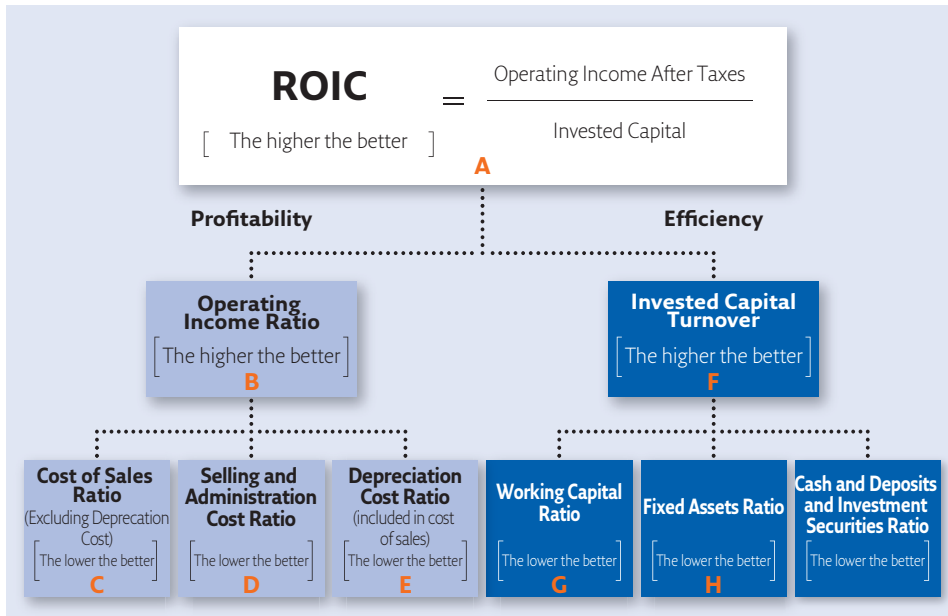 ROIC
[ The higher the better ]
=
Operating Income After Taxes
Invested Capital
A
Profitability
Efficiency
Operating
Income Ratio
[The higher the better]
B
Invested Capital
Turnover
[The higher the better]
F
Cost of Sales
Ratio
(Excluding Deprecation
Cost)
[The lower the better]
C
Selling and
Administration
Cost Ratio
[The lower the better]
D
Depreciation
Cost Ratio
(included in cost
of sales)
[The lower the better]
E
Working Capital
Ratio
[The lower the better]
G
Fixed Assets Ratio
[The lower the better]
H
Cash and Deposits
and Investment
Securities Ratio
[The lower the better]